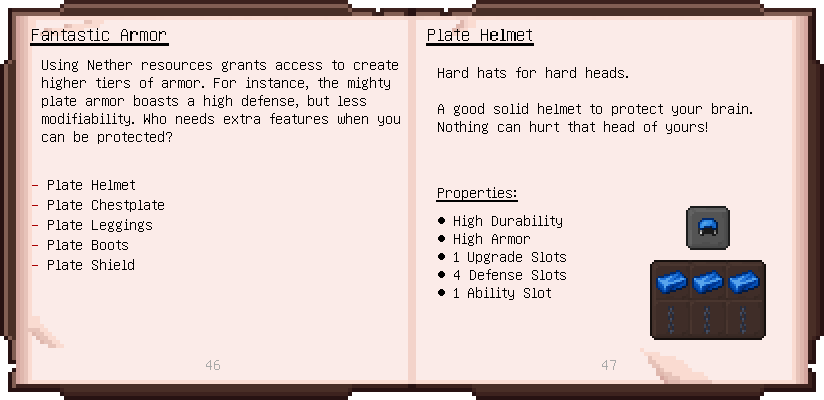 Fantastic Armor
Using Nether resources grants access to create
higher tiers of armor. For instance, the mighty
plate armor boasts a high defense, but less
modifiability. Who needs extra features when you
can be protected?
- Plate Helmet
- Plate Chestplate
- Plate Leggings
- Plate Boots
- Plate Shield
46
Plate Helmet
Hard hats for hard heads.
A good solid helmet to protect your brain.
Nothing can hurt that head of yours!
Properties:
● High Durability
● High Armor
● 1 Upgrade Slots
● 4 Defense Slots
● 1 Ability Slot
47